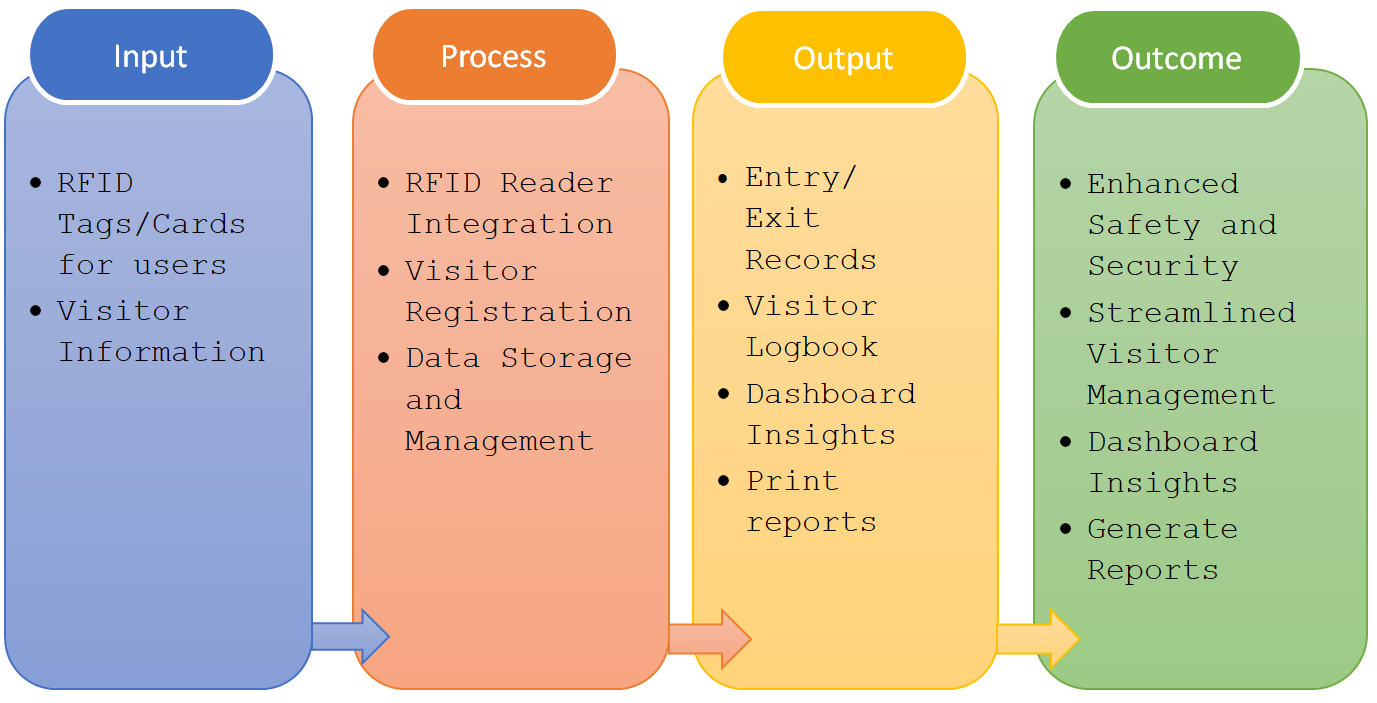 Input
• RFID
Tags/Cards
for users
• Visitor
Information
Process
• RFID Reader
Integration
• Visitor
Registration
• Data Storage
and
Management
Output
• Entry/
Exit
Records
• Visitor
Logbook
• Dashboard
Insights
• Print
reports
Outcome
• Enhanced
Safety and
Security
• Streamlined
Visitor
Management
• Dashboard
Insights
• Generate
Reports